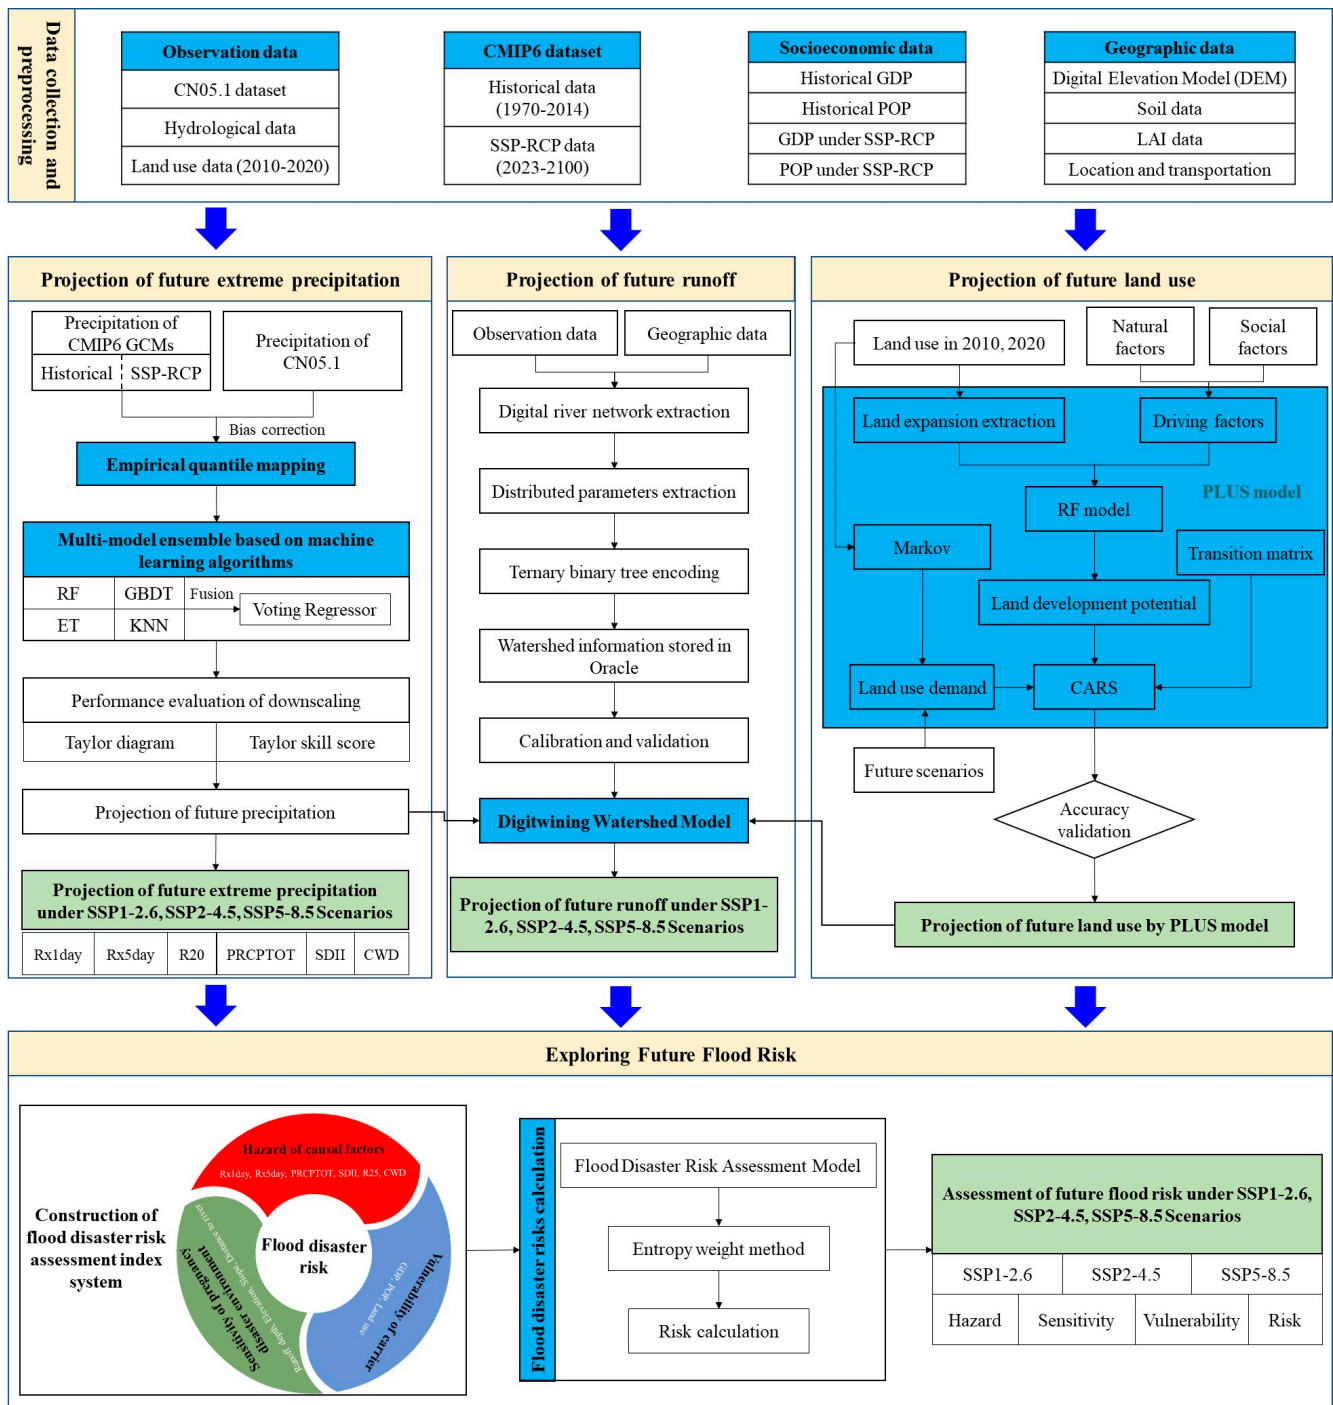 Data collection and
preprocessing
Observation data
CN05.1 dataset
Hydrological data
Land use data (2010-2020)
CMIP6 dataset
Historical data
(1970-2014)
SSP-RCP data
(2023-2100)
Socioeconomic data
Historical GDP
Historical POP
GDP under SSP-RCP
POP under SSP-RCP
Geographic data
Digital Elevation Model (DEM)
Soil data
LAI data
Location and transportation
Projection of future extreme precipitation
Precipitation of
CMIP6 GCMs
Historical
SSP-RCP
Precipitation of
CN05.1
Bias correction
Empirical quantile mapping
Multi-model ensemble based on machine
learning algorithms
RF
GBDT
Fusion
Voting Regressor
ET
KNN
Performance evaluation of downscaling
Taylor diagram
Taylor skill score
Projection of future precipitation
Projection of future extreme precipitation
under SSP1-2.6, SSP2-4.5, SSP5-8.5 Scenarios
Rx1day
Rx5day
R20
PRCPTOT
SDII
CWD
Projection of future runoff
Observation data
Geographic data
Digital river network extraction
Distributed parameters extraction
Ternary binary tree encoding
Watershed information stored in
Oracle
Calibration and validation
Digitwining Watershed Model
Projection of future runoff under SSP1-
2.6, SSP2-4.5, SSP5-8.5 Scenarios
Projection of future land use
Land use in 2010, 2020
Natural
factors
Social
factors
Land expansion extraction
Driving factors
PLUS model
RF model
Markov
Transition matrix
Land development potential
Land use demand
CARS
Future scenarios
Accuracy
validation
Projection of future land use by PLUS model
Exploring Future Flood Risk
Construction of
flood disaster risk
assessment index
system
Hazard of causal factors
Rx1day, Rx5day, PRCPTOT, SDII, R25, CWD
Flood disaster
risk
Vulnerability of carrier
GDP, POP, Land use
Sensitivity of pregnancy
disaster environment
Runoff depth, Elevation, Slope, Distance to river
Flood disaster risks calculation
Flood Disaster Risk Assessment Model
Entropy weight method
Risk calculation
Assessment of future flood risk under SSP1-2.6,
SSP2-4.5, SSP5-8.5 Scenarios
SSP1-2.6
SSP2-4.5
SSP5-8.5
Hazard
Sensitivity
Vulnerability
Risk